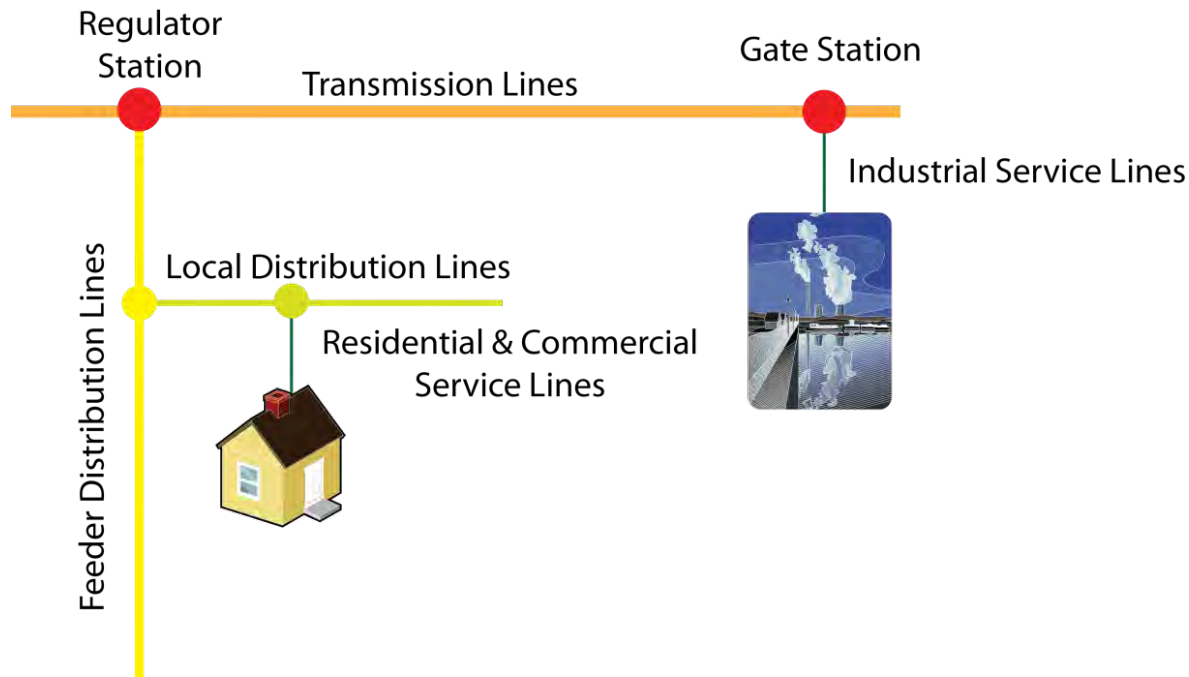 Regulator
Station
Gate Station
Transmission Lines
Industrial Service Lines
Local Distribution Lines
Residential & Commercial
Service Lines
Feeder Distribution Lines